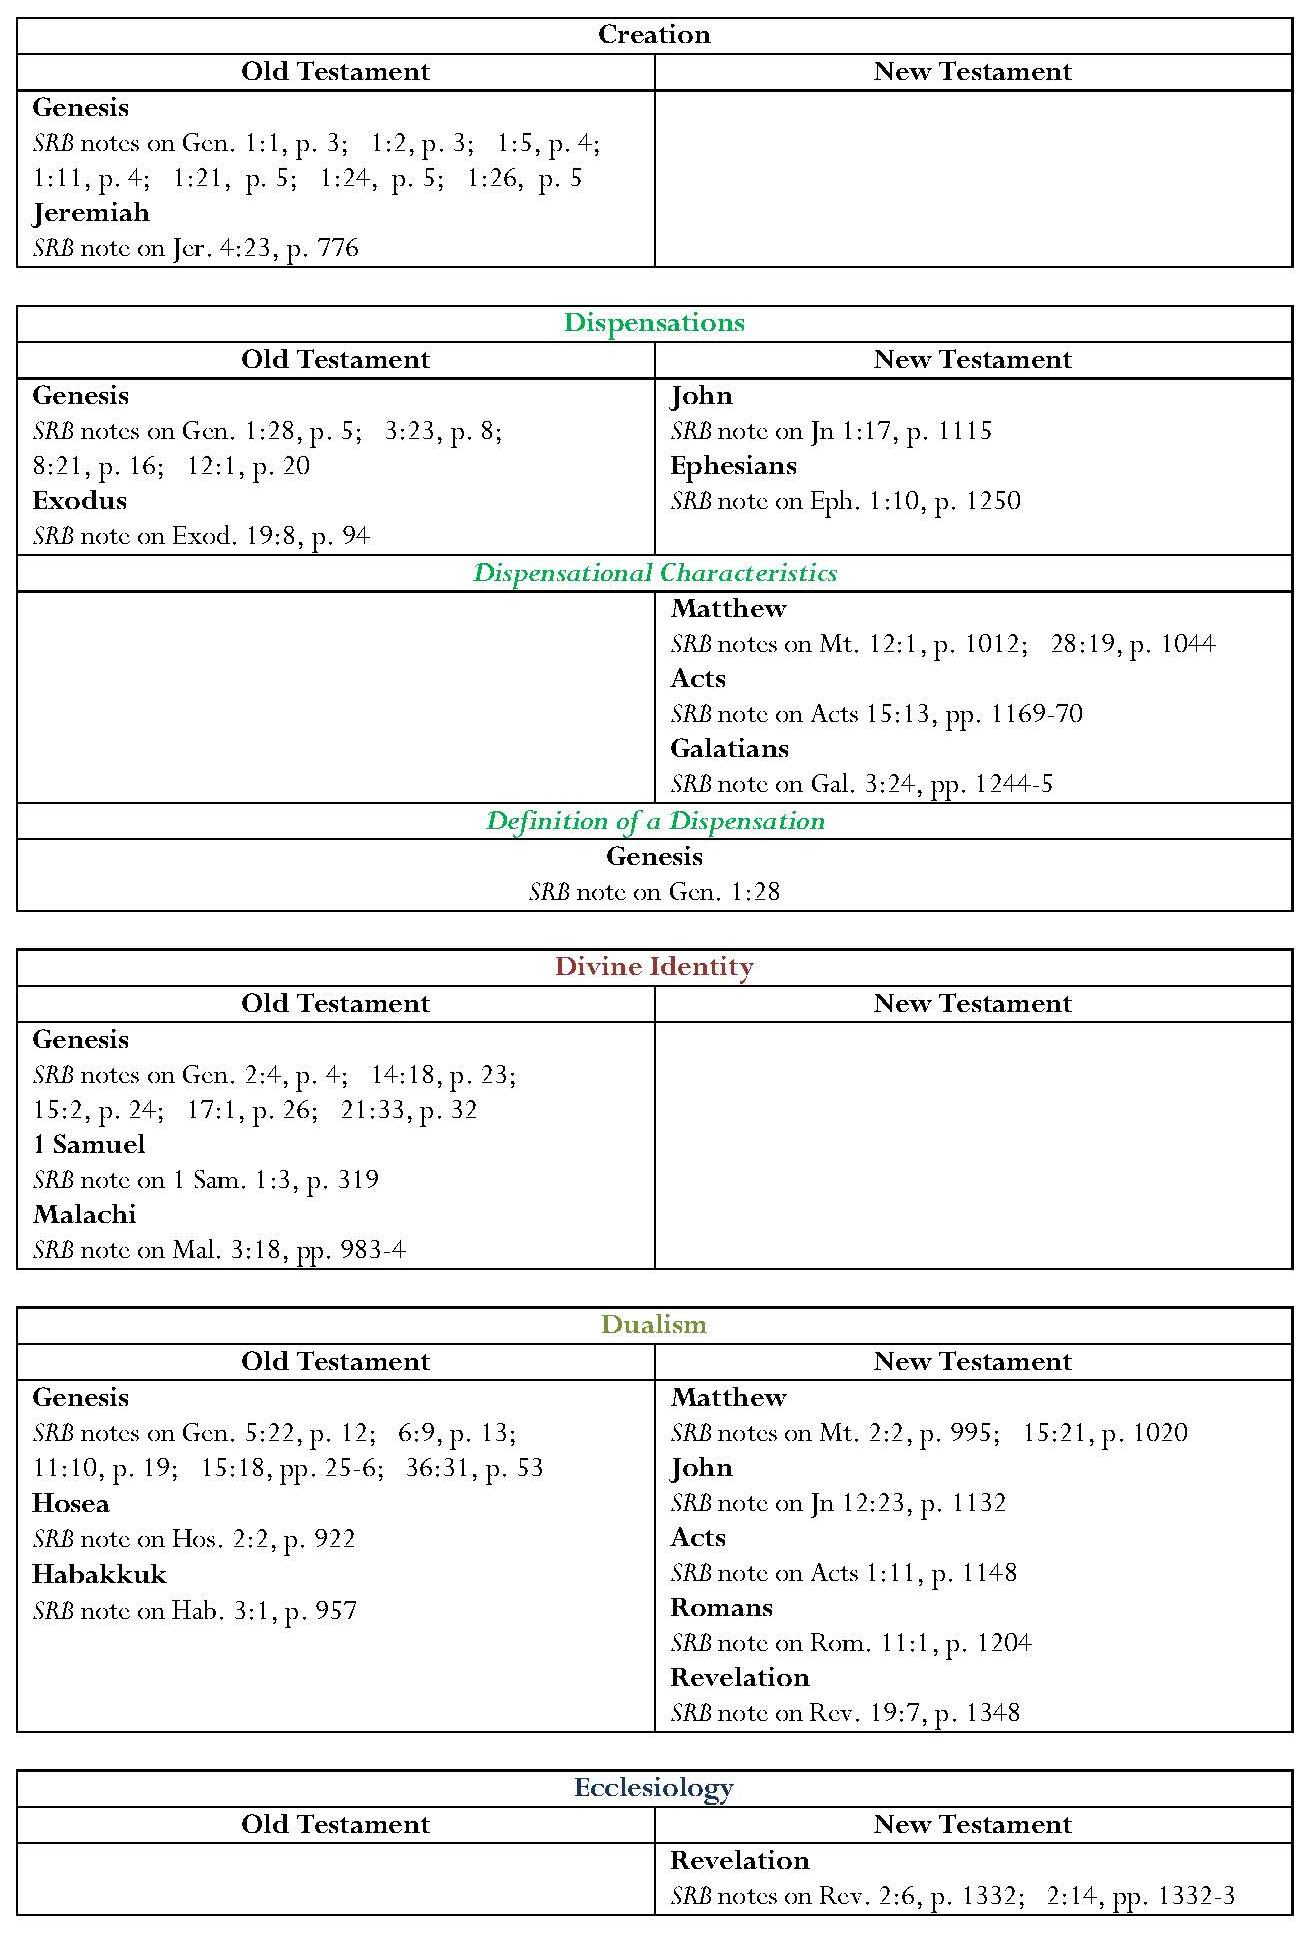 Creation
Old Testament
New Testament
Genesis
SRB notes on Gen. 1:1, p. 3; 1:2, p. 3; 1:5, p. 4;
1:11, p. 4; 1:21, p. 5; 1:24, p. 5; 1:26, p. 5
Jeremiah
SRB note on Jer. 4:23, p. 776
Dispensations
Old Testament
New Testament
Genesis
SRB notes on Gen. 1:28, p. 5; 3:23, p. 8;
8:21, p. 16; 12:1, p. 20
Exodus
SRB note on Exod. 19:8, p. 94
John
SRB note on Jn 1:17, p. 1115
Ephesians
SRB note on Eph. 1:10, p. 1250
Dispensational Characteristics
Matthew
SRB notes on Mt. 12:1, p. 1012; 28:19, p. 1044
Acts
SRB note on Acts 15:13, pp. 1169-70
Galatians
SRB note on Gal. 3:24, pp. 1244-5
Definition of a Dispensation
Genesis
SRB note on Gen. 1:28
Divine Identity
Old Testament
New Testament
Genesis
SRB notes on Gen. 2:4, p. 4; 14:18, p. 23;
15:2, p. 24; 17:1, p. 26; 21:33, p. 32
1 Samuel
SRB note on 1 Sam. 1:3, p. 319
Malachi
SRB note on Mal. 3:18, pp. 983-4
Dualism
Old Testament
New Testament
Genesis
SRB notes on Gen. 5:22, p. 12; 6:9, p. 13;
11:10, p. 19; 15:18, pp. 25-6; 36:31, p. 53
Hosea
SRB note on Hos. 2:2, p. 922
Habakkuk
SRB note on Hab. 3:1, p. 957
Matthew
SRB notes on Mt. 2:2, p. 995; 15:21, p. 1020
John
SRB note on Jn 12:23, p. 1132
Acts
SRB note on Acts 1:11, p. 1148
Romans
SRB note on Rom. 11:1, p. 1204
Revelation
SRB note on Rev. 19:7, p. 1348
Ecclesiology
Old Testament
New Testament
Revelation
SRB notes on Rev. 2:6, p. 1332; 2:14, pp. 1332-3